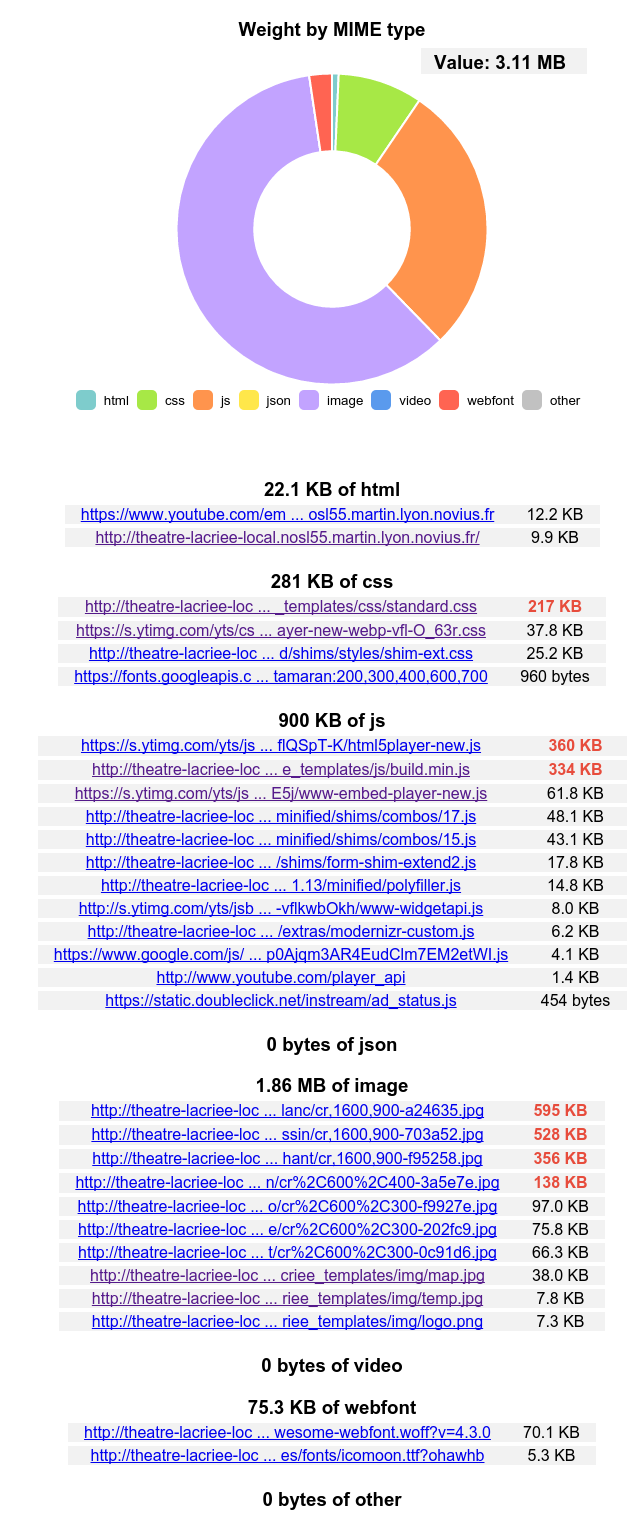 Weight by MIME type
Value: 3.11 MB
html css js json image video webfont other
22.1 KB of html
https://www.youtube.com/em ... osl55.martin.lyon.novius.fr 12.2 KB
http://theatre-lacriee-local.nosl55.martin.lyon.novius.fr/ 9.9 KB
281 KB of css
http://theatre-lacriee-loc ... _templates/css/standard.css 217 KB
https://s.ytimg.com/yts/cs ... ayer-new-webp-vfl-O_63r.css 37.8 KB
http://theatre-lacriee-loc ... d/shims/styles/shim-ext.css 25.2 KB
https://fonts.googleapis.c ... tamaran:200,300,400,600,700 960 bytes
900 KB of js
https://s.ytimg.com/yts/js ... flQSpT-K/html5player-new.js 360 KB
http://theatre-lacriee-loc ... e_templates/js/build.min.js 334 KB
https://s.ytimg.com/yts/js ... E5j/www-embed-player-new.js 61.8 KB
http://theatre-lacriee-loc ... minified/shims/combos/17.js 48.1 KB
http://theatre-lacriee-loc ... minified/shims/combos/15.js 43.1 KB
http://theatre-lacriee-loc ... /shims/form-shim-extend2.js 17.8 KB
http://theatre-lacriee-loc ... 1.13/minified/polyfiller.js 14.8 KB
http://s.ytimg.com/yts/jsb ... -vflkwbOkh/www-widgetapi.js 8.0 KB
http://theatre-lacriee-loc ... /extras/modernizr-custom.js 6.2 KB
https://www.google.com/js/ ... p0Ajqm3AR4EudClm7EM2etWI.js 4.1 KB
http://www.youtube.com/player_api 1.4 KB
https://static.doubleclick.net/instream/ad_status.js 454 bytes
0 bytes of json
1.86 MB of image
http://theatre-lacriee-loc ... lanc/cr,1600,900-a24635.jpg 595 KB
http://theatre-lacriee-loc ... ssin/cr,1600,900-703a52.jpg 528 KB
http://theatre-lacriee-loc ... hant/cr,1600,900-f95258.jpg 356 KB
http://theatre-lacriee-loc ... n/cr%2C600%2C400-3a5e7e.jpg 138 KB
http://theatre-lacriee-loc ... o/cr%2C600%2C300-f9927e.jpg 97.0 KB
http://theatre-lacriee-loc ... e/cr%2C600%2C300-202fc9.jpg 75.8 KB
http://theatre-lacriee-loc ... t/cr%2C600%2C300-0c91d6.jpg 66.3 KB
http://theatre-lacriee-loc ... criee_templates/img/map.jpg 38.0 KB
http://theatre-lacriee-loc ... riee_templates/img/temp.jpg 7.8 KB
http://theatre-lacriee-loc ... riee_templates/img/logo.png 7.3 KB
0 bytes of video
75.3 KB of webfont
http://theatre-lacriee-loc ... wesome-webfont.woff?v=4.3.0 70.1 KB
http://theatre-lacriee-loc ... es/fonts/icomoon.ttf?ohawhb 5.3 KB
0 bytes of other